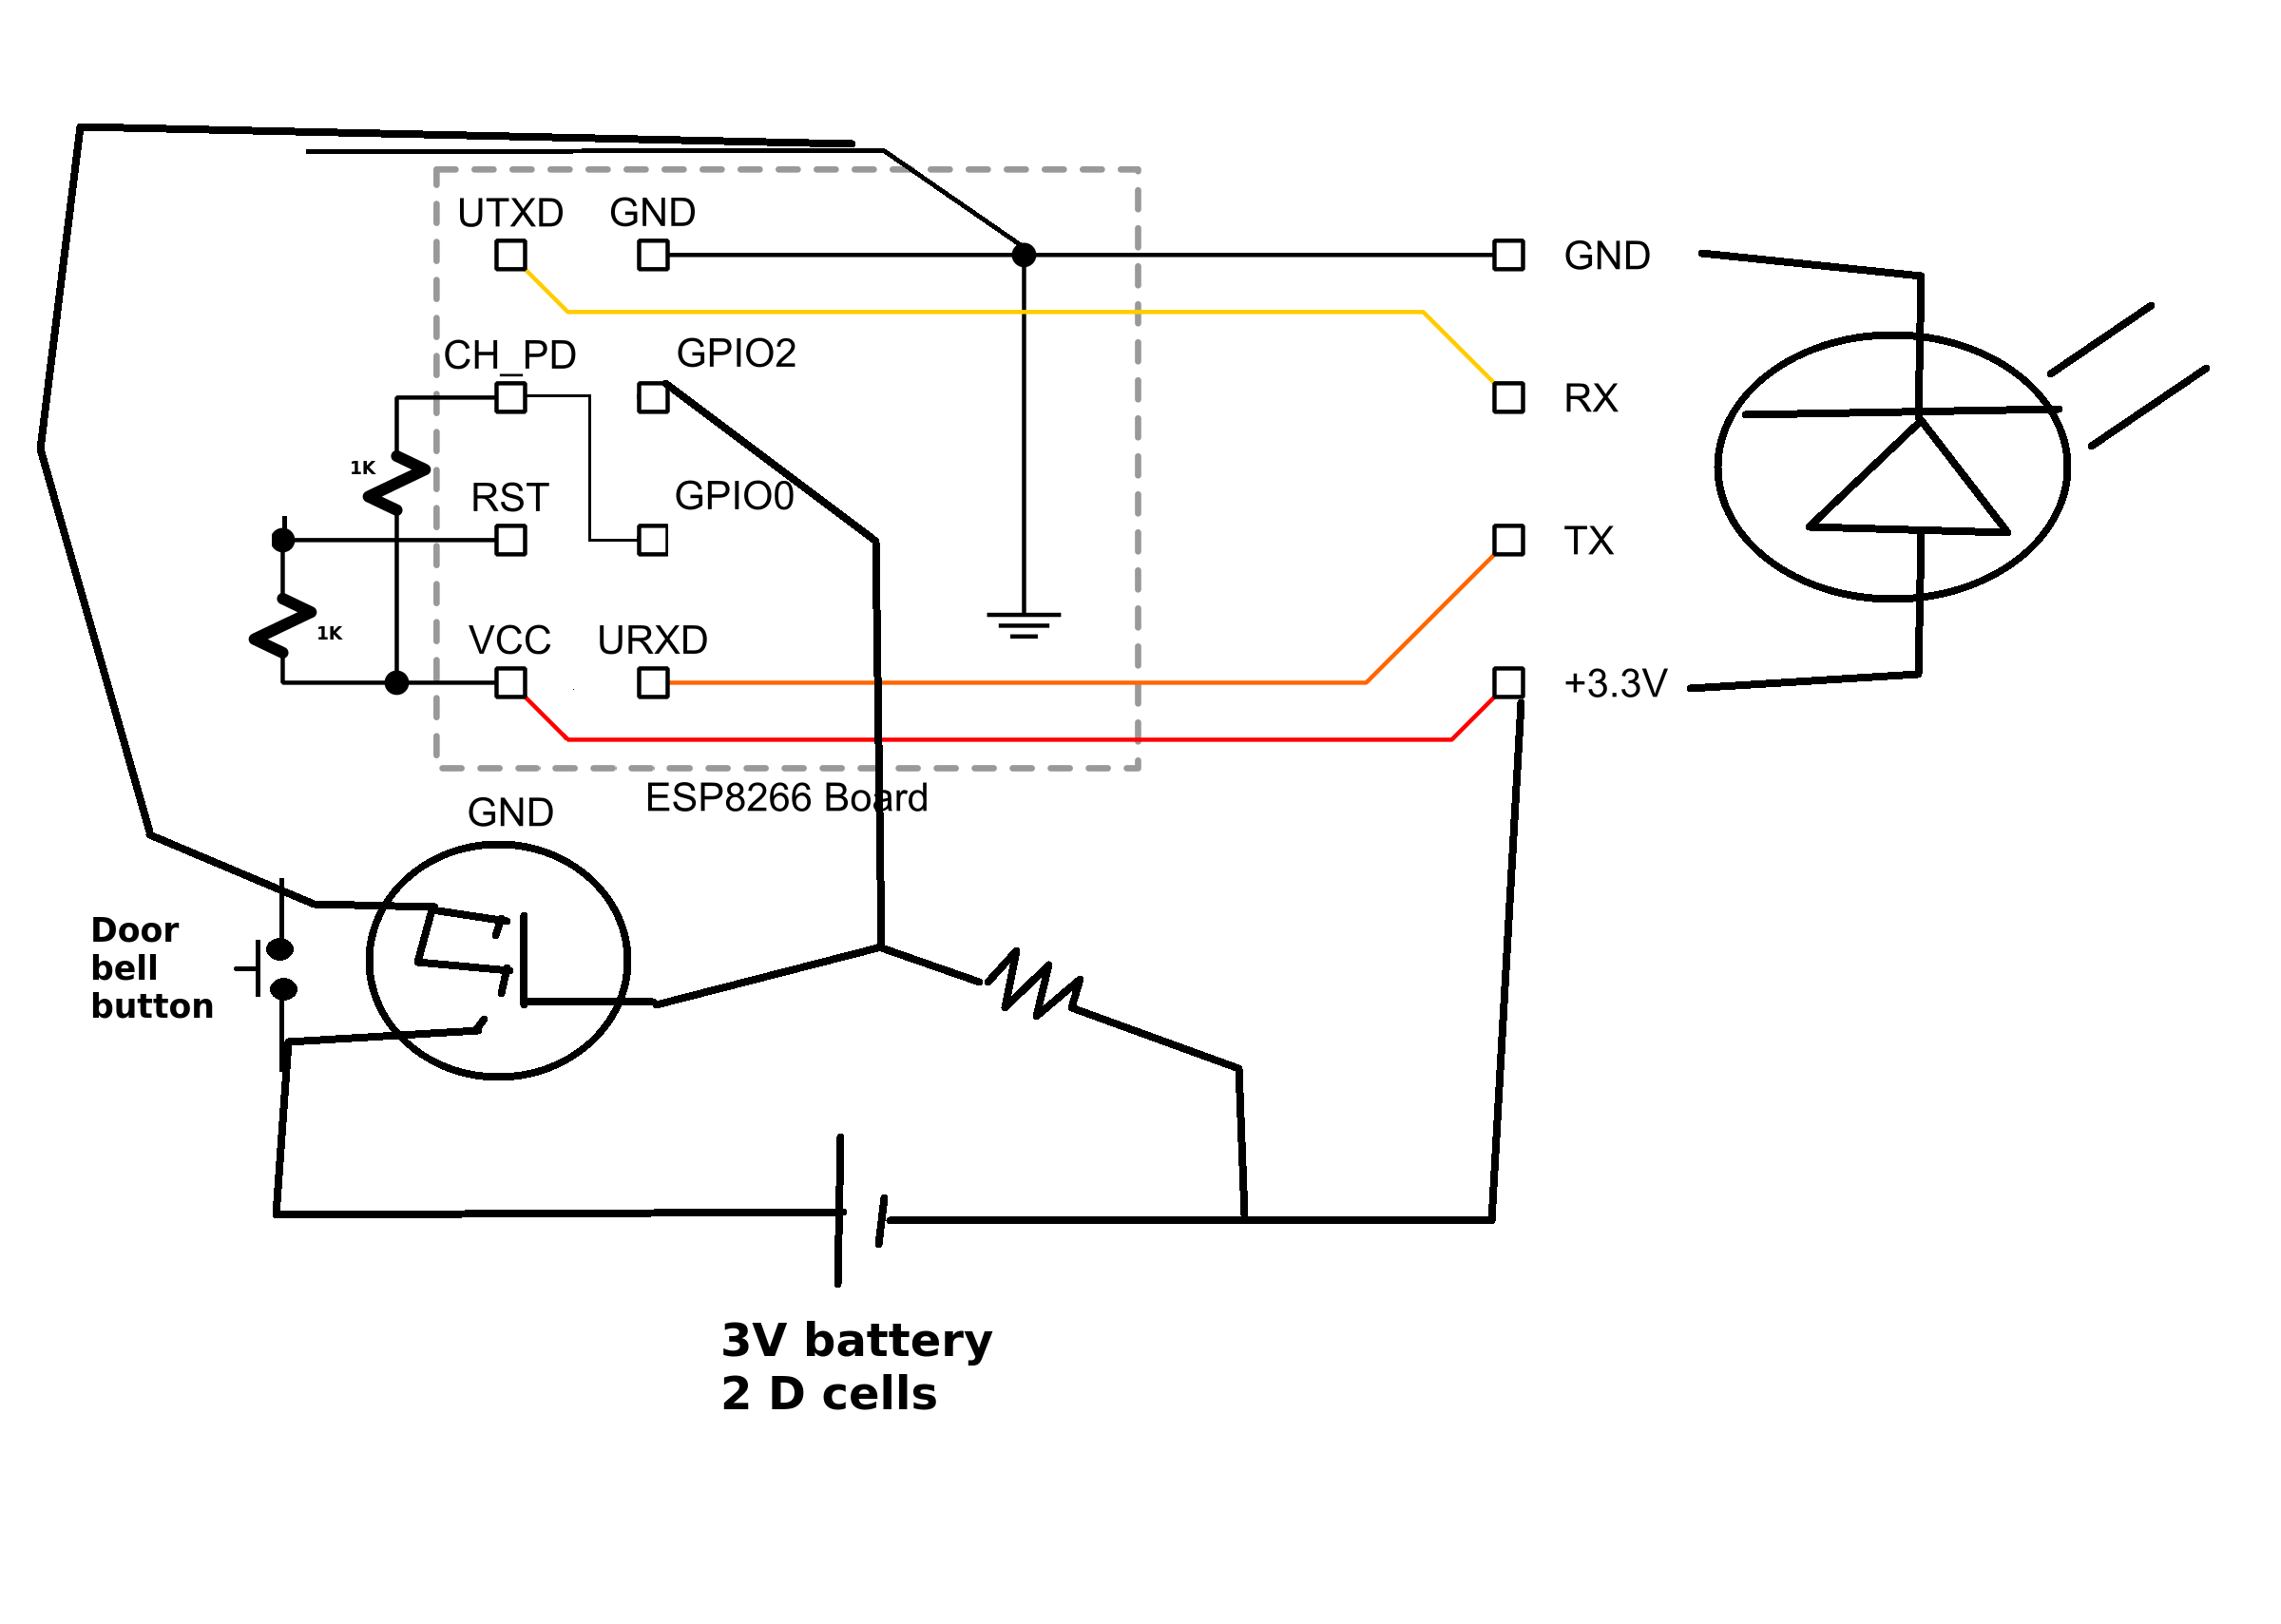 UTXD GND
GND
CH_PD GPIO2
RX
1K
RST GPIO0
TX
1K
VCC URXD
+3.3V
ESP8266 Board
GND
Door
bell
button
3V battery
2 D cells